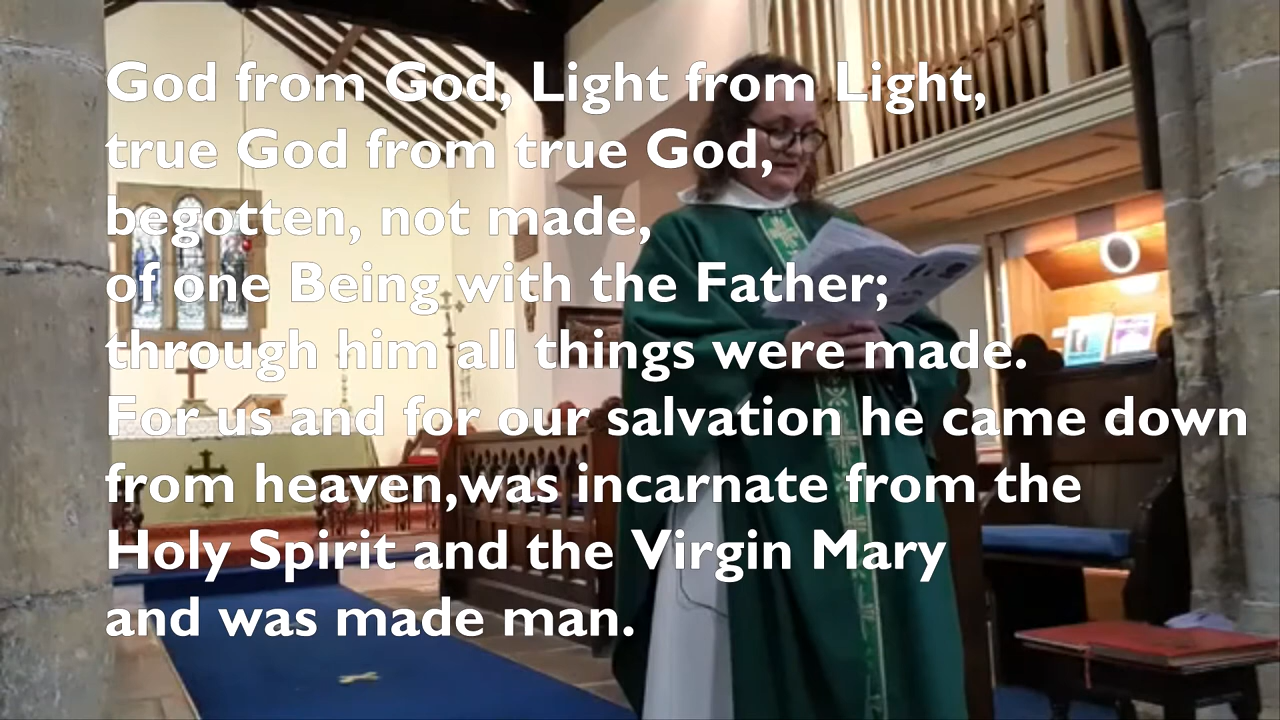 God from God, Light from Light,
true God from true God,
begotten, not made,
of one Being with the Father;
through him all things were made.
For us and for our salvation he came down
from heaven,was incarnate from the
Holy Spirit and the Virgin Mary
and was made man.